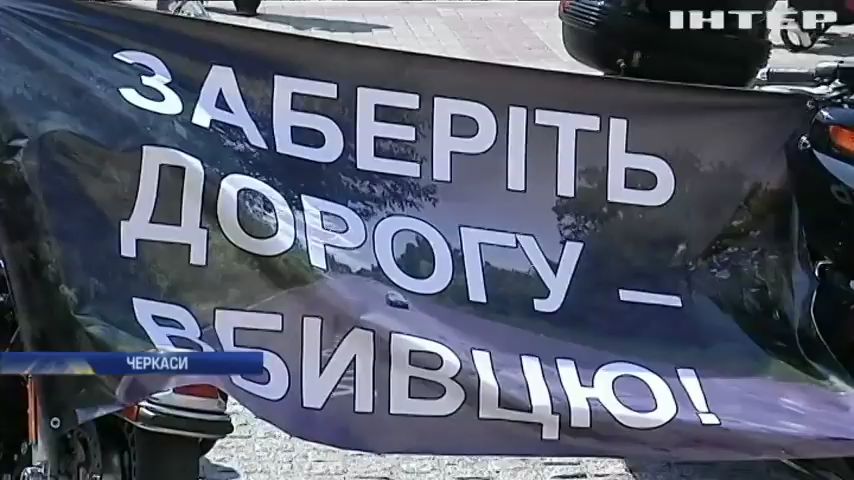 ІНТЕР
ЗАБЕРІТЬ
ДОРОГУ –
ВБИВЦЮ!
ЧЕРКАСИ